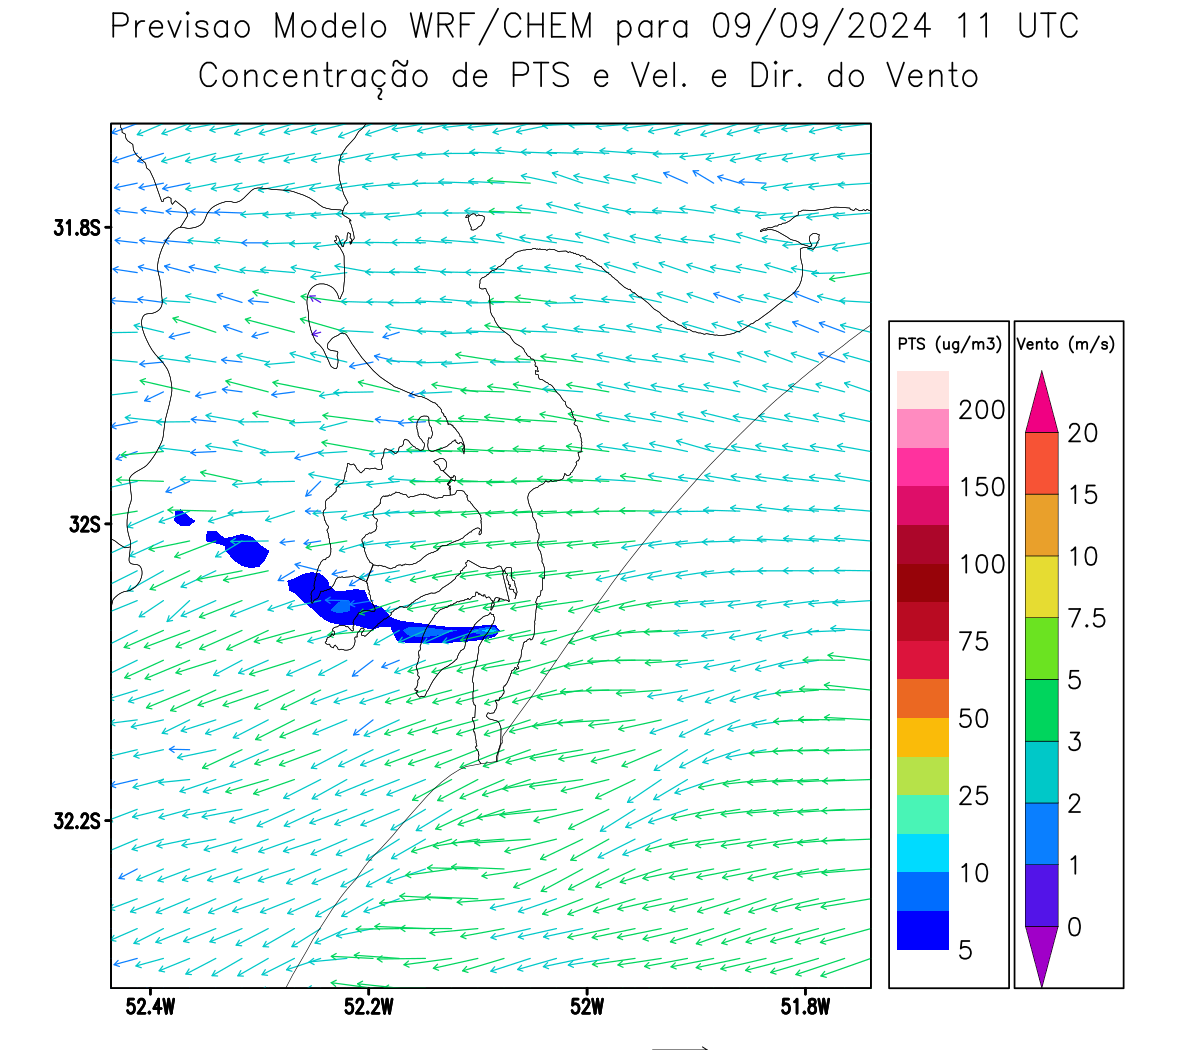 Previsao Modelo WRF/CHEM para 09/09/2024 11 UTC
Concentração de PTS e Vel. e Dir. do Vento
31.8S
32S
32.2S
52.4W
52.2W
52W
51.8W
PTS (ug/m3)
200
150
100
75
50
25
10
5
Vento (m/s)
20
15
10
7.5
5
3
2
1
0